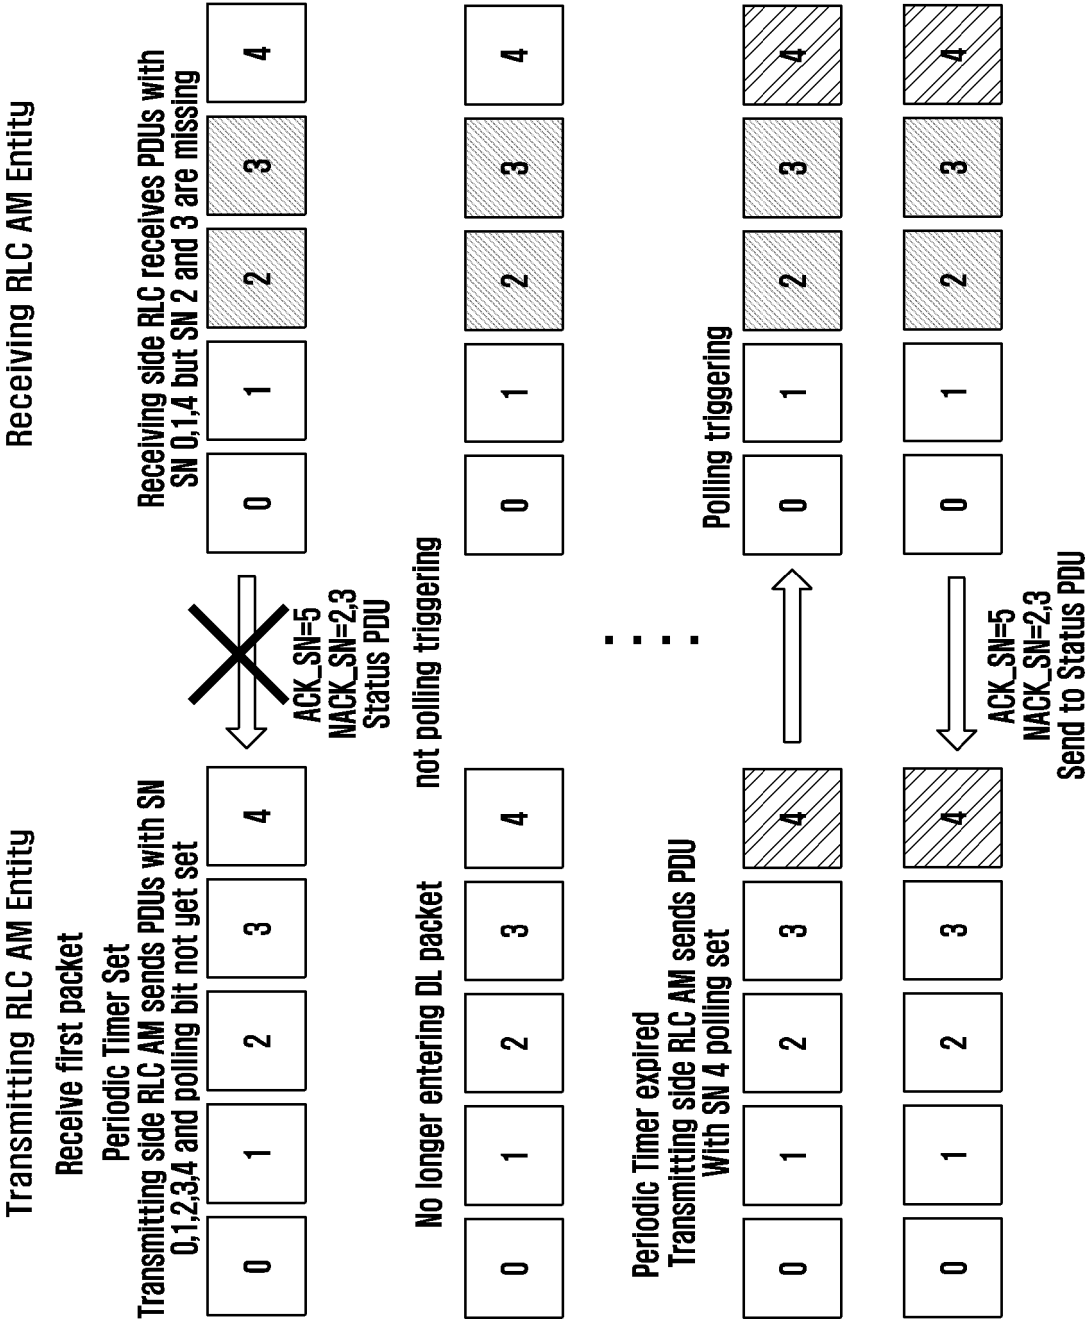 Transmitting RLC AM Entity
Receiving RLC AM Entity
Receive first packet
Periodic Timer Set
Transmitting side RLC AM sends PDUs with SN
0,1,2,3,4 and polling bit not yet set
Receiving side RLC receives PDUs with
SN 0,1,4 but SN 2 and 3 are missing
0 1 2 3 4
0 1 2 3 4
ACK_SN=5
NACK_SN=2,3
Status PDU
No longer entering DL packet
not polling triggering
0 1 2 3 4
0 1 2 3 4
Periodic Timer expired
Transmitting side RLC AM sends PDU
With SN 4 polling set
Polling triggering
0 1 2 3 4
0 1 2 3 4
0 1 2 3 4
0 1 2 3 4
ACK_SN=5
NACK_SN=2,3
Send to Status PDU